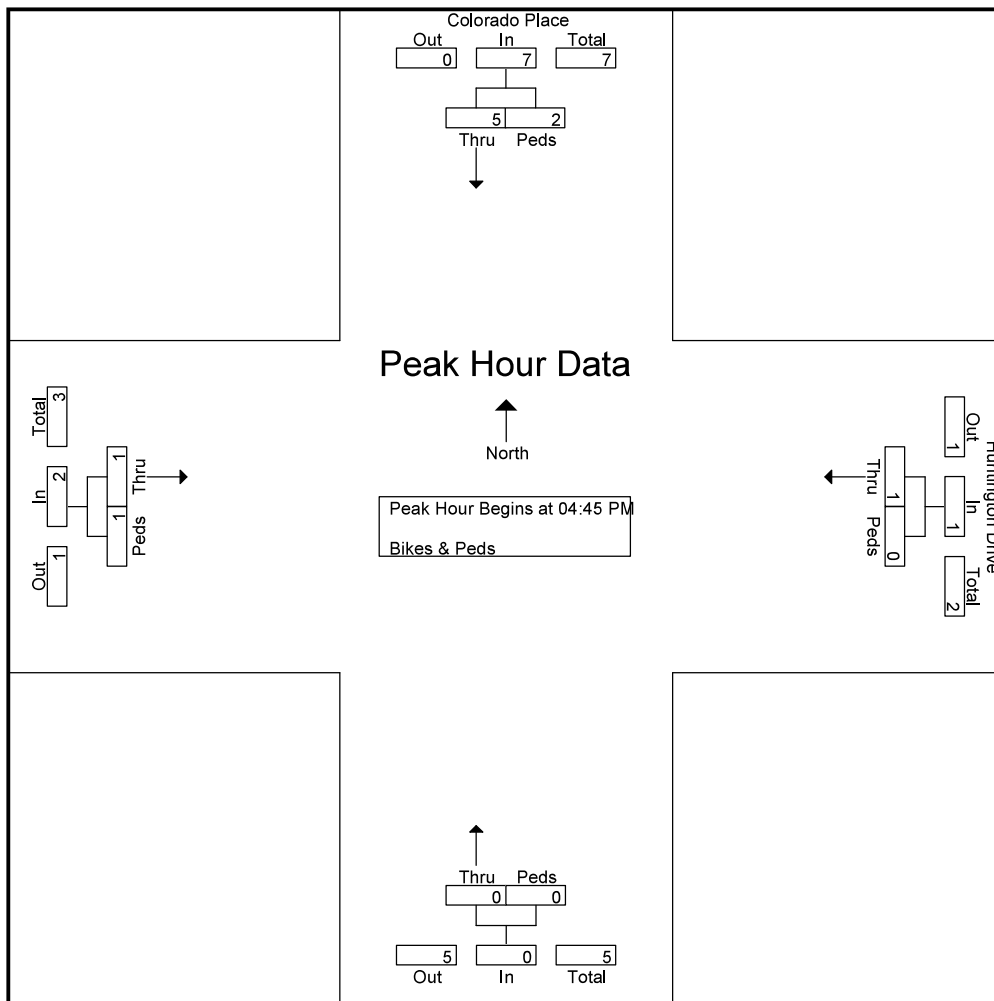 Colorado Place
Out In Total
0 7 7
5 2
Thru Peds
Peak Hour Data
North
Peak Hour Begins at 04:45 PM
Bikes & Peds
Total In Out
3 2 1
1 1
Thru Peds
Huntington Drive
Out In Total
1 1 2
Thru Peds
1 0
Thru Peds
0 0
5 0 5
Out In Total